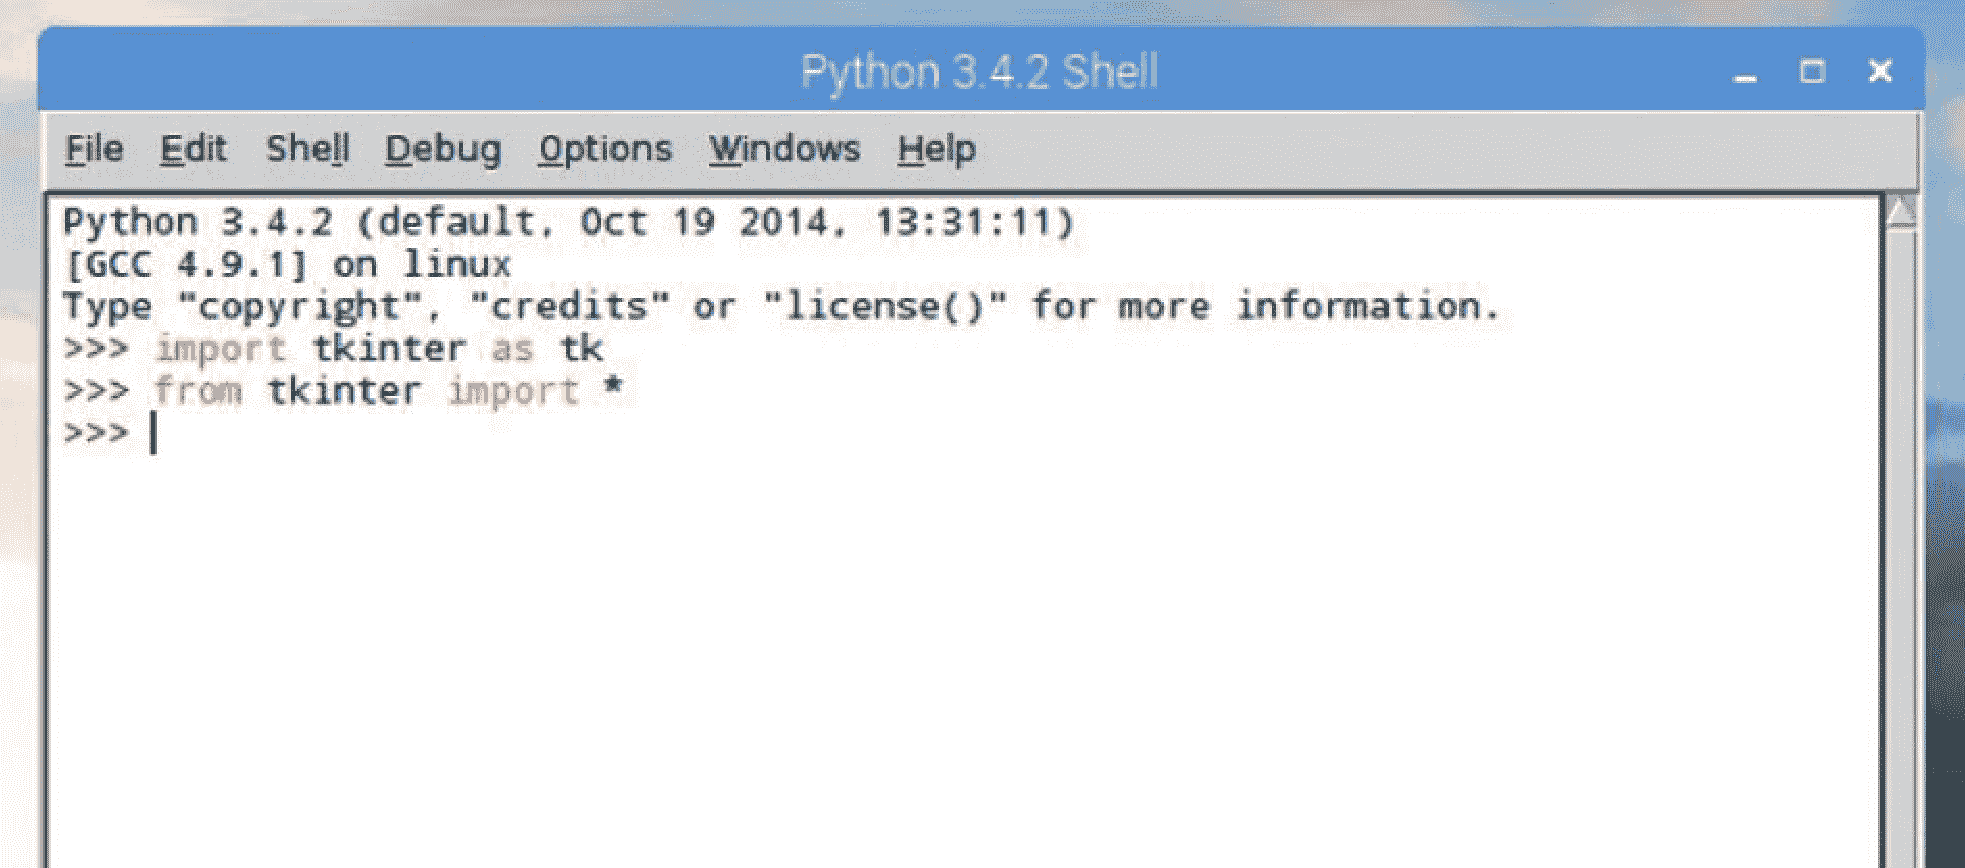 Python 3.4.2 Shell
File Edit Shell Debug Options Windows Help
Python 3.4.2 (default, Oct 19 2014, 13:31:11)
[GCC 4.9.1] on linux
Type "copyright", "credits" or "license()" for more information.
>>> import tkinter as tk
>>> from tkinter import *
>>>